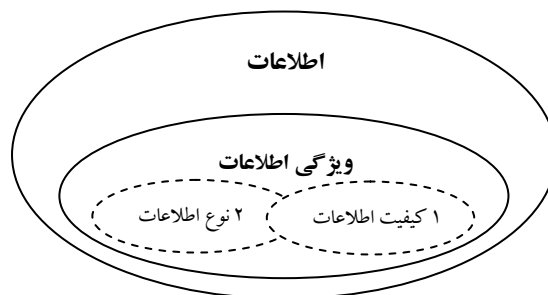 اطلاعات
ویژگی اطلاعات
۱ کیفیت اطلاعات
۲ نوع اطلاعات